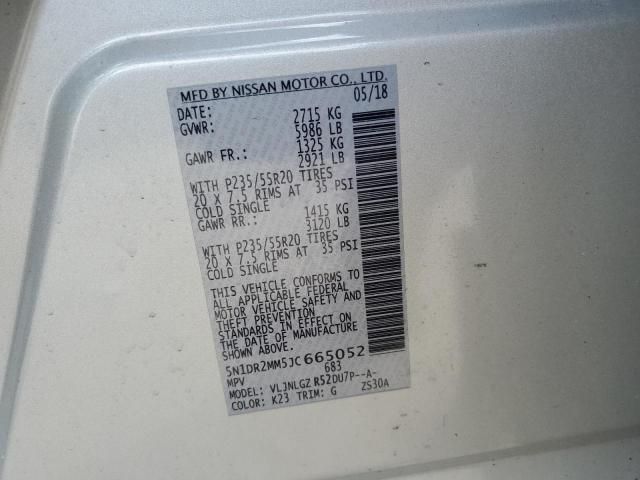 MFD BY NISSAN MOTOR CO., LTD.
DATE: 05/18
GVWR: 2715 KG
5986 LB
GAWR FR.: 1325 KG
2921 LB
WITH P235/55R20 TIRES
20 X 7.5 RIMS AT 35 PSI
COLD SINGLE
GAWR RR.: 1415 KG
3120 LB
WITH P235/55R20 TIRES
20 X 7.5 RIMS AT 35 PSI
COLD SINGLE
THIS VEHICLE CONFORMS TO
ALL APPLICABLE FEDERAL
MOTOR VEHICLE SAFETY AND
THEFT PREVENTION
STANDARDS IN EFFECT ON
THE DATE OF MANUFACTURE
SHOWN ABOVE.
5N1DR2MM5JC665052
MPV 683
MODEL: VLJNLGZ R52DU7P--A-
COLOR: K23 TRIM: G ZS30A